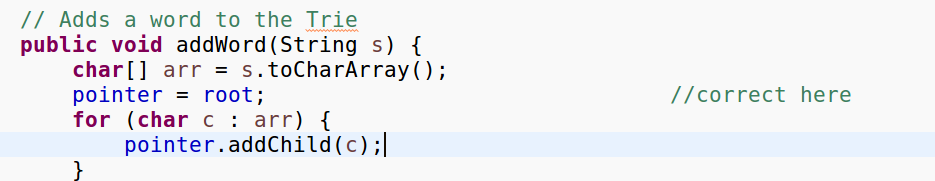 // Adds a word to the Trie
public void addWord(String s) {
char[] arr = s.toCharArray();
pointer = root; //correct here
for (char c : arr) {
pointer.addChild(c);
}